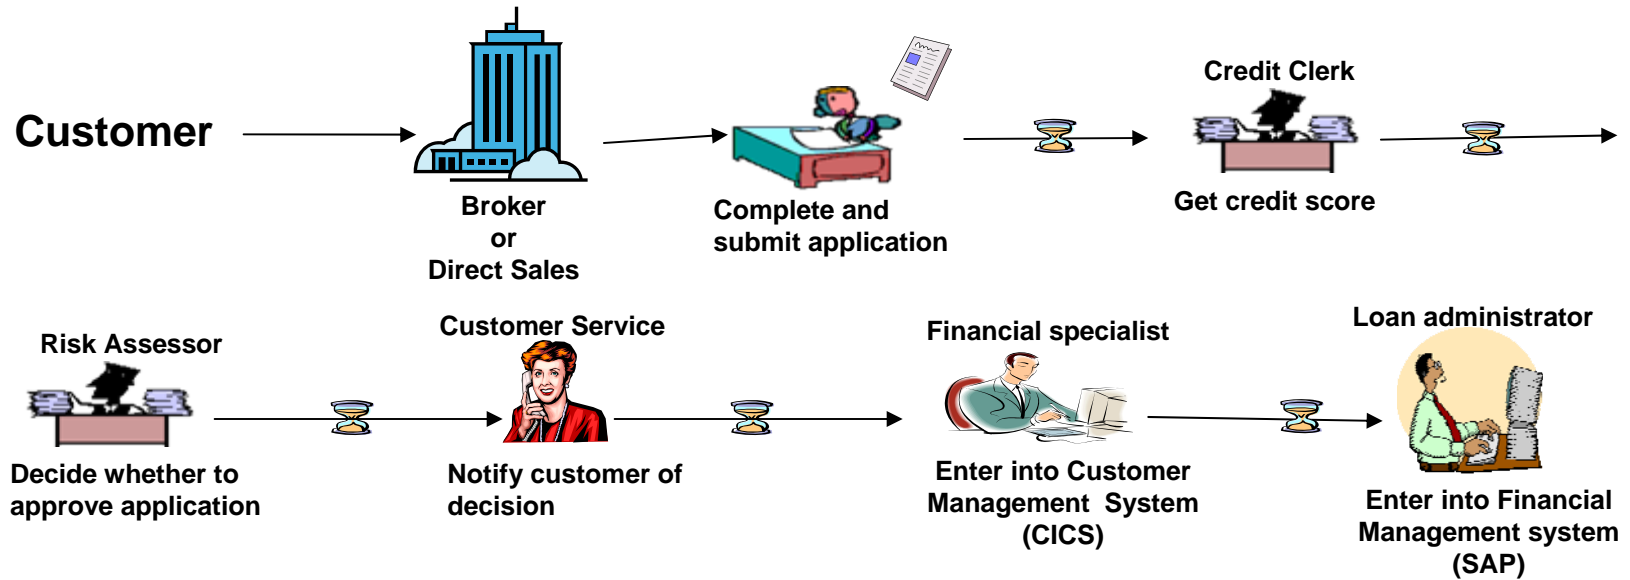 Customer
Broker
or
Direct Sales
Complete and
submit application
Credit Clerk
Get credit score
Risk Assessor
Decide whether to
approve application
Customer Service
Notify customer of
decision
Financial specialist
Enter into Customer
Management System
(CICS)
Loan administrator
Enter into Financial
Management system
(SAP)